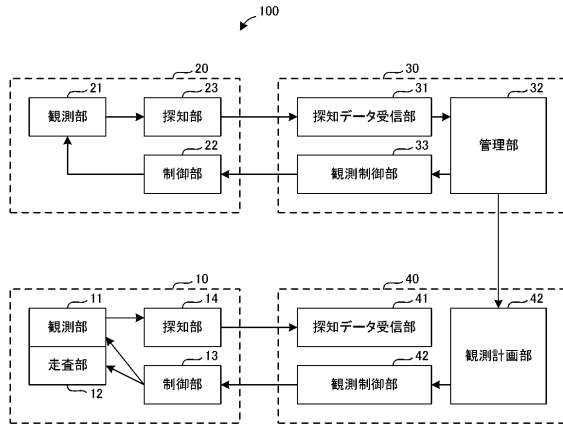 100
20
30
21
23
31
32
観測部
探知部
探知データ受信部
管理部
22
33
制御部
観測制御部
10
40
11
14
41
42
観測部
探知部
探知データ受信部
観測計画部
走査部
13
42
制御部
観測制御部
12